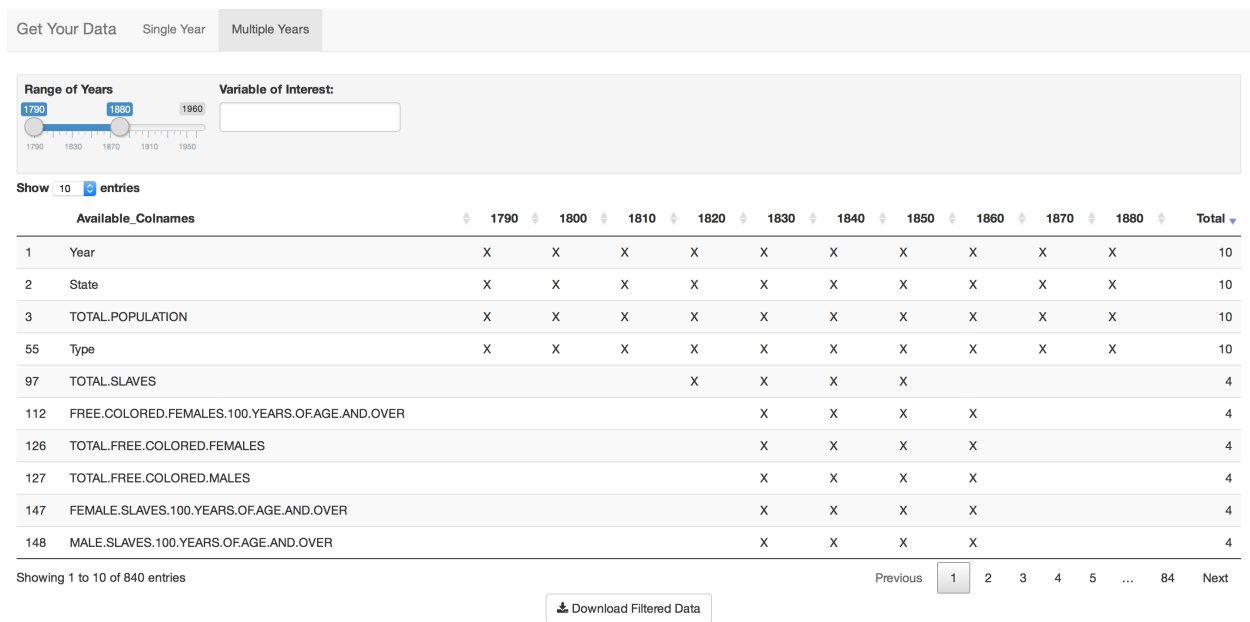 Get Your Data Single Year Multiple Years
Range of Years Variable of Interest:
1790 1880 1960
1790 1830 1870 1910 1950
Show 10 entries
Available_Colnames 1790 1800 1810 1820 1830 1840 1850 1860 1870 1880 Total
1 Year X X X X X X X X X X 10
2 State X X X X X X X X X X 10
3 TOTAL.POPULATION X X X X X X X X X X 10
55 Type X X X X X X X X X X 10
97 TOTAL.SLAVES X X X X 4
112 FREE.COLORED.FEMALES.100.YEARS.OF.AGE.AND.OVER X X X X 4
126 TOTAL.FREE.COLORED.FEMALES X X X X 4
127 TOTAL.FREE.COLORED.MALES X X X X 4
147 FEMALE.SLAVES.100.YEARS.OF.AGE.AND.OVER X X X X 4
148 MALE.SLAVES.100.YEARS.OF.AGE.AND.OVER X X X X 4
Showing 1 to 10 of 840 entries Previous 1 2 3 4 5 … 84 Next
Download Filtered Data